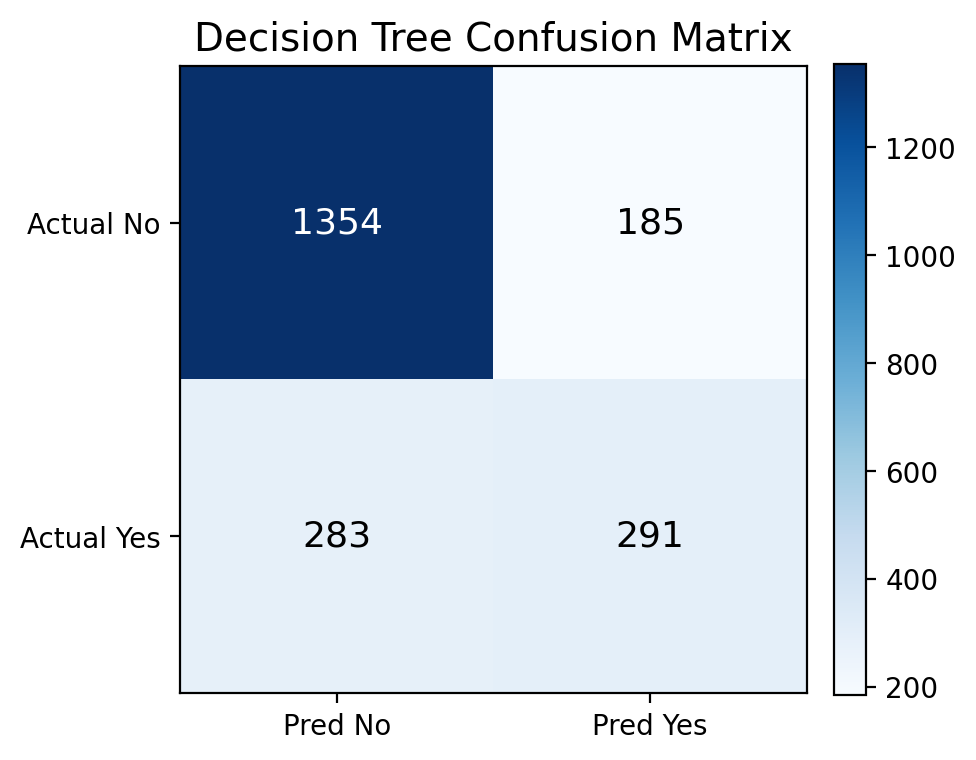 Decision Tree Confusion Matrix
Actual No
1354
185
Actual Yes
283
291
Pred No
Pred Yes
1200
1000
800
600
400
200